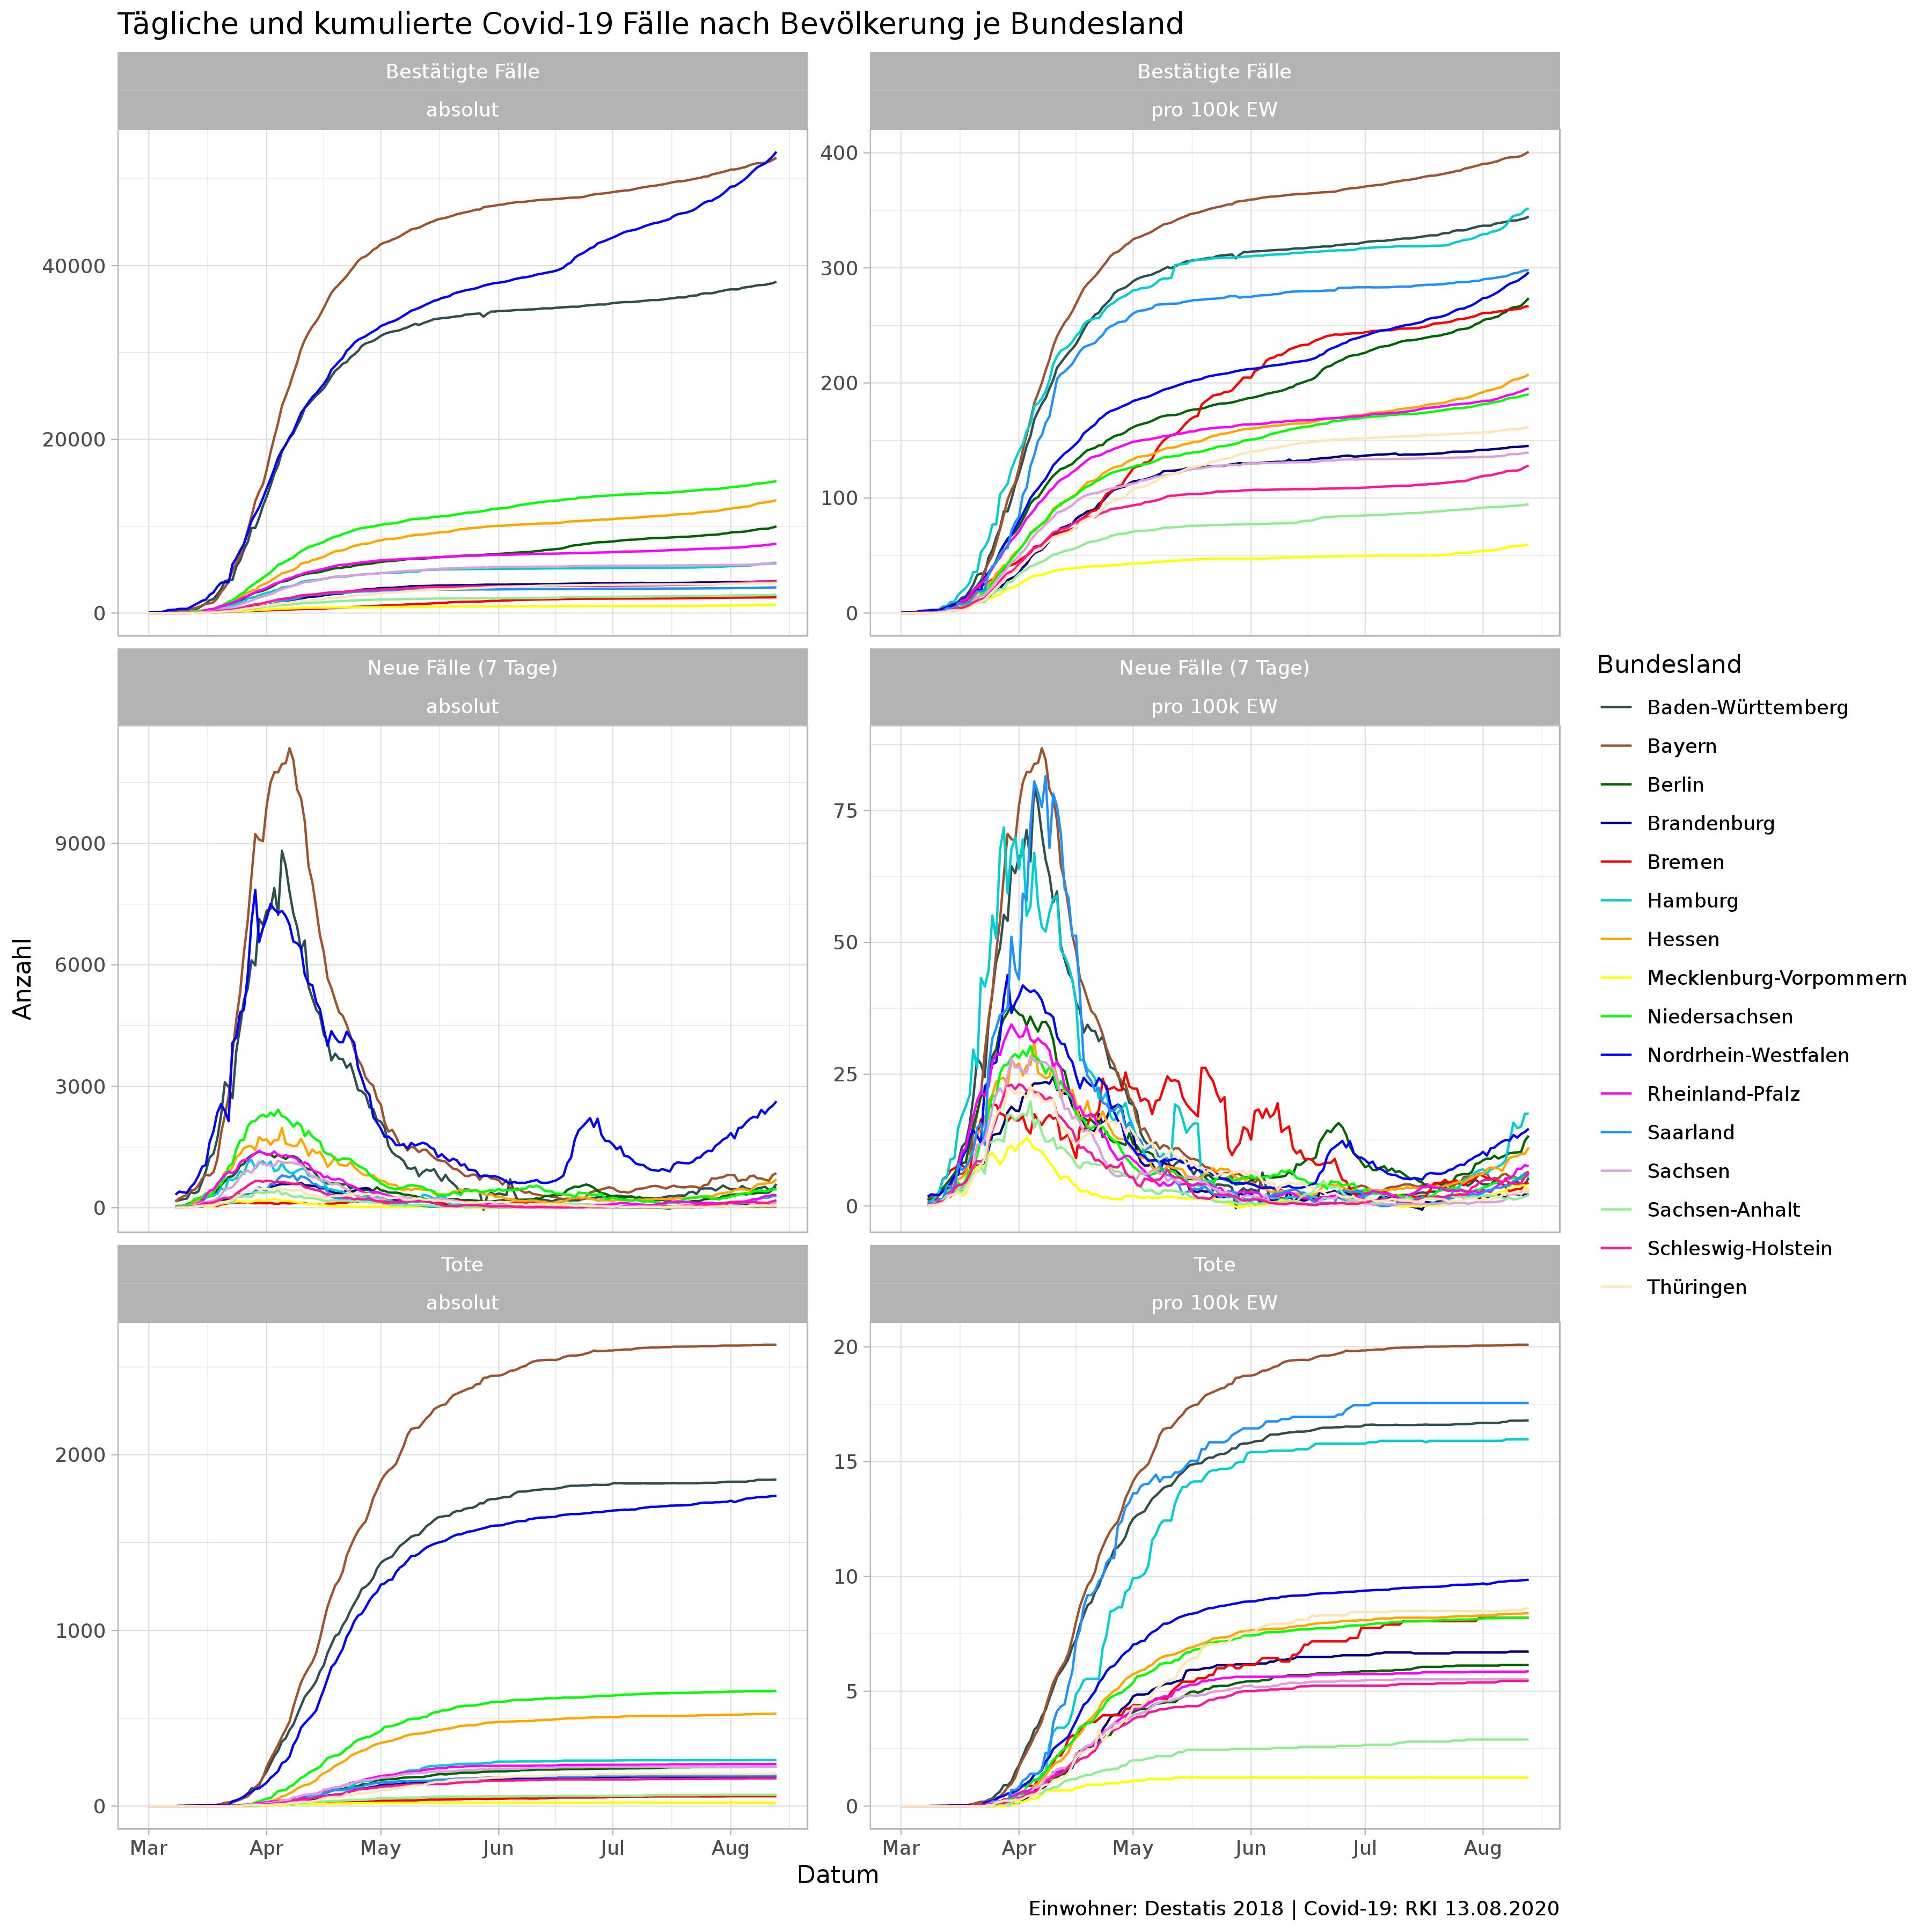 Tägliche und kumulierte Covid-19 Fälle nach Bevölkerung je Bundesland
Bestätigte Fälle
absolut
Bestätigte Fälle
pro 100k EW
40000
20000
0
400
300
200
100
0
Neue Fälle (7 Tage)
absolut
Neue Fälle (7 Tage)
pro 100k EW
9000
6000
3000
0
75
50
25
0
Tote
absolut
Tote
pro 100k EW
2000
1000
0
20
15
10
5
0
Mar Apr May Jun Jul Aug
Mar Apr May Jun Jul Aug
Anzahl
Datum
Bundesland
Baden-Württemberg
Bayern
Berlin
Brandenburg
Bremen
Hamburg
Hessen
Mecklenburg-Vorpommern
Niedersachsen
Nordrhein-Westfalen
Rheinland-Pfalz
Saarland
Sachsen
Sachsen-Anhalt
Schleswig-Holstein
Thüringen
Einwohner: Destatis 2018 | Covid-19: RKI 13.08.2020